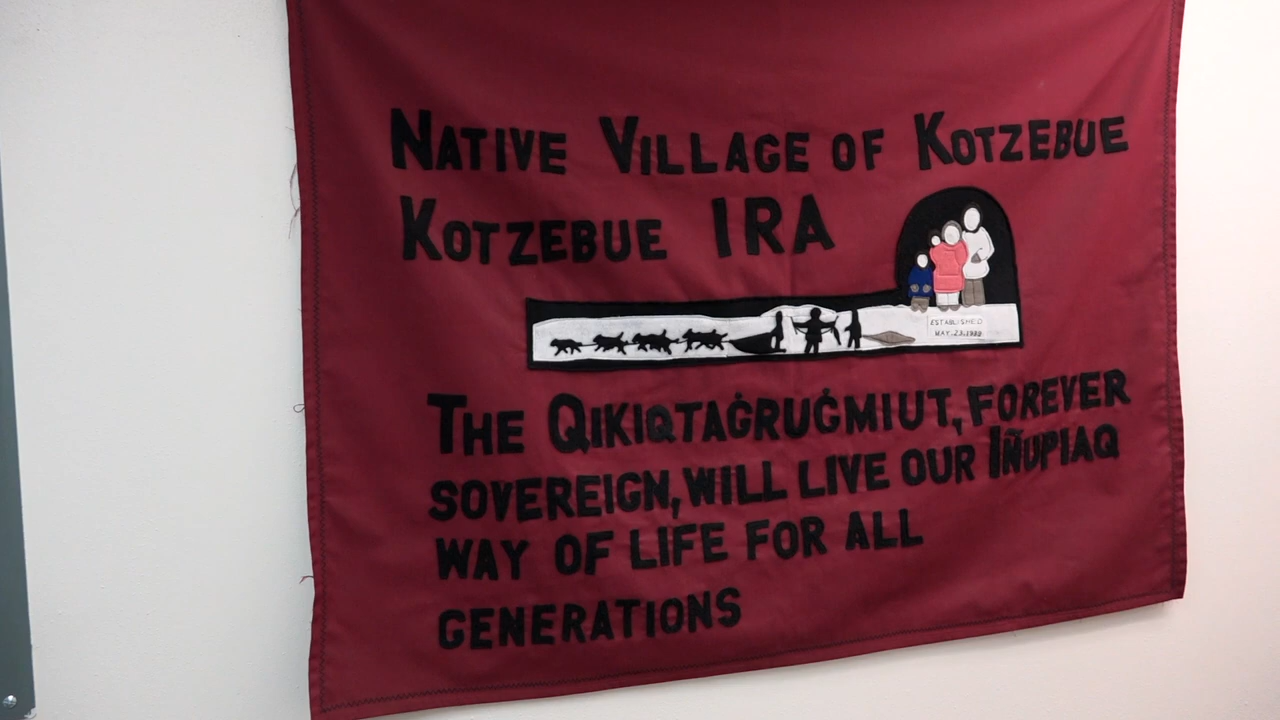 NATIVE VILLAGE OF KOTZEBUE
KOTZEBUE IRA
ESTABLISHED
MAY 23,
THE QIKIQTAĠRUĠMIUT, FOREVER
SOVEREIGN, WILL LIVE OUR IÑUPIAQ
WAY OF LIFE FOR ALL
GENERATIONS